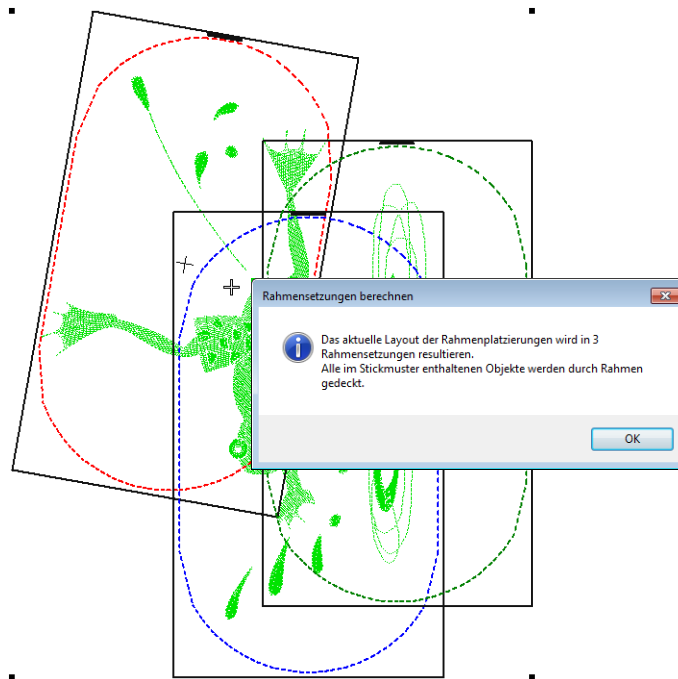 Rahmensetzungen berechnen
Das aktuelle Layout der Rahmenplatzierungen wird in 3
Rahmensetzungen resultieren.
Alle im Stickmuster enthaltenen Objekte werden durch Rahmen
gedeckt.
OK